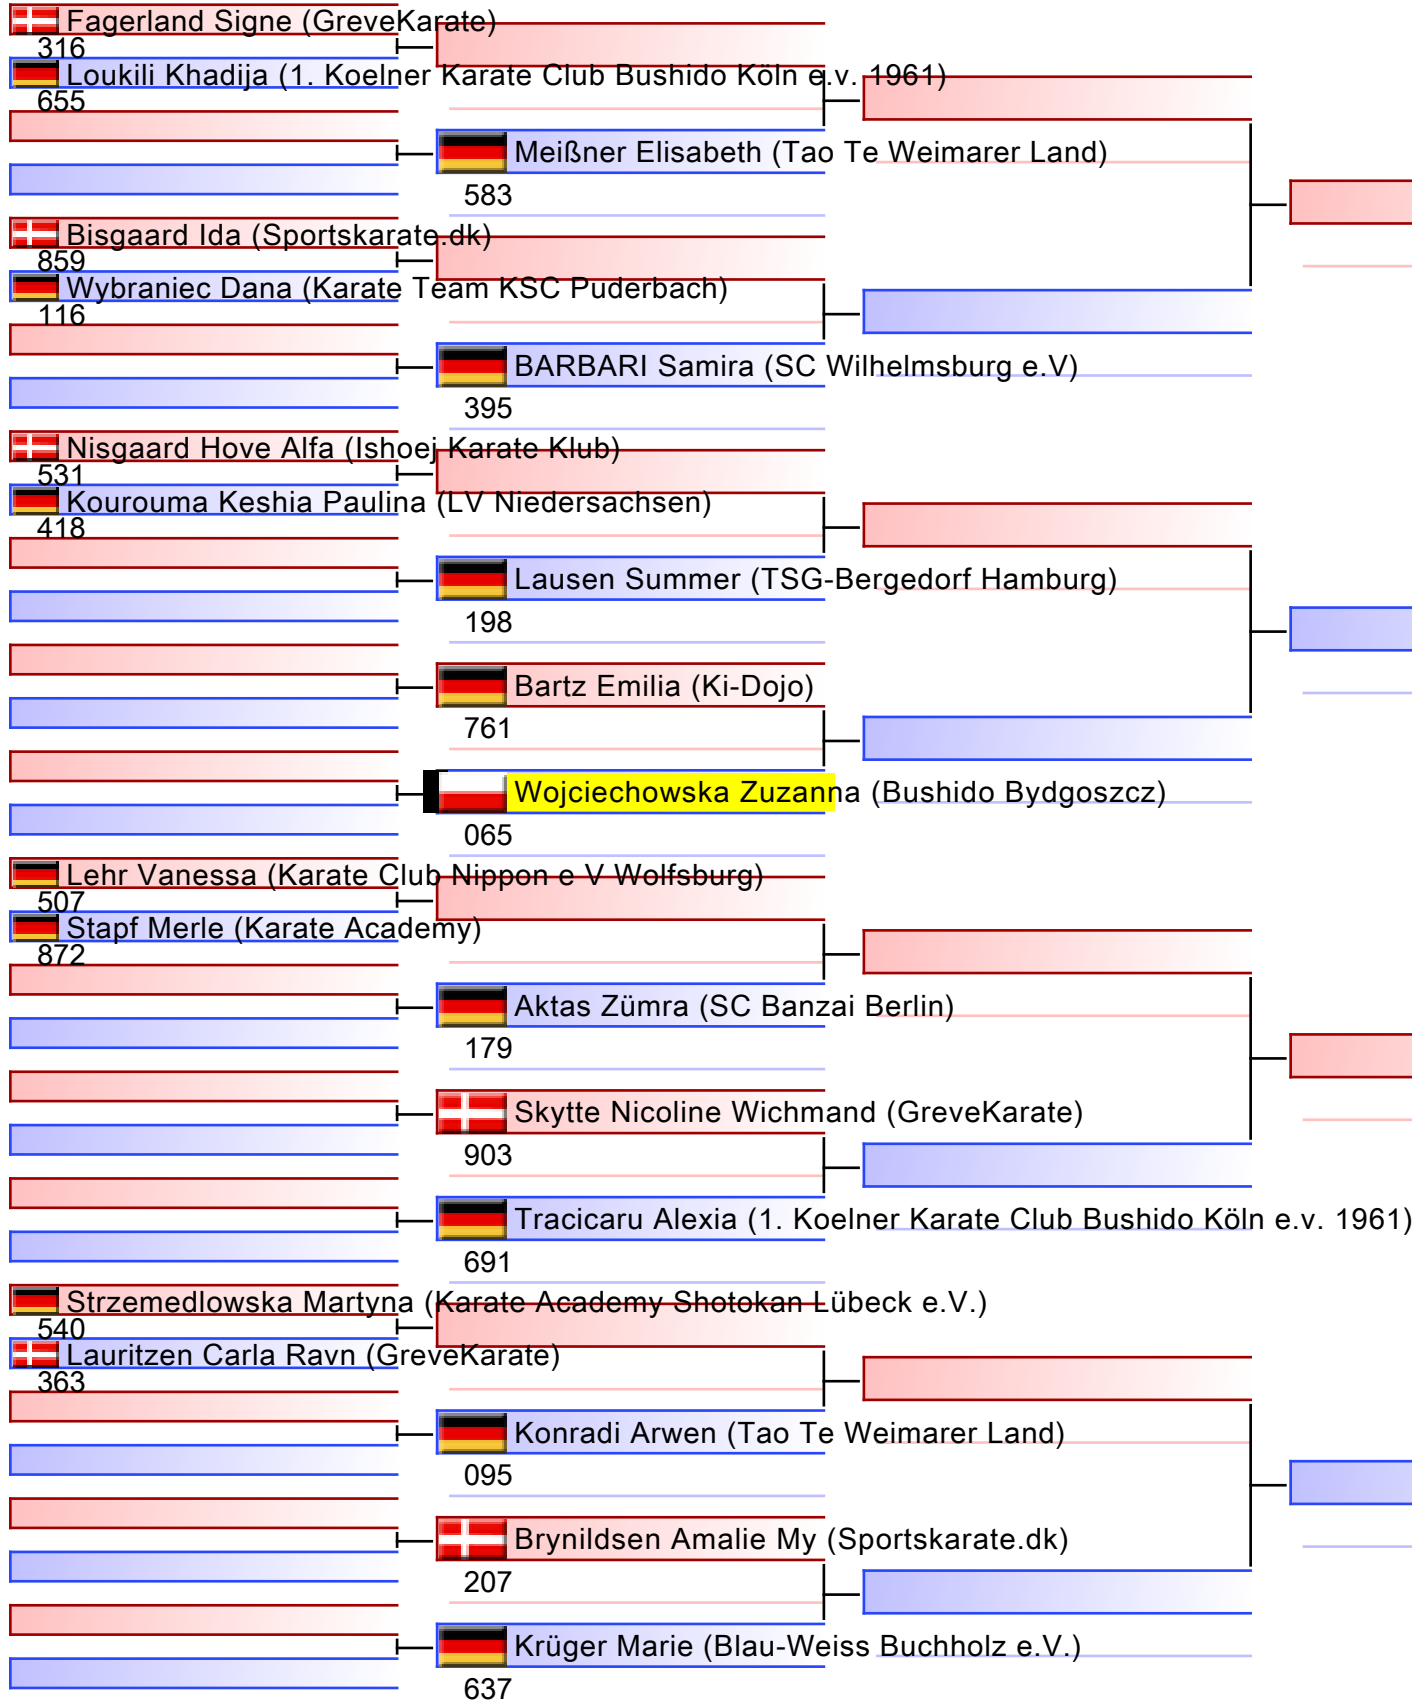 Fagerland Signe (GreveKarate)
316
Loukili Khadija (1. Koelner Karate Club Bushido Köln e.v. 1961)
655
Meißner Elisabeth (Tao Te Weimarer Land)
583
Bisgaard Ida (Sportskarate.dk)
859
Wybraniec Dana (Karate Team KSC Puderbach)
116
BARBARI Samira (SC Wilhelmsburg e.V)
395
Nisgaard Hove Alfa (Ishoej Karate Klub)
531
Kourouma Keshia Paulina (LV Niedersachsen)
418
Lausen Summer (TSG-Bergedorf Hamburg)
198
Bartz Emilia (Ki-Dojo)
761
Wojciechowska Zuzanna (Bushido Bydgoszcz)
065
Lehr Vanessa (Karate Club Nippon e V Wolfsburg)
507
Stapf Merle (Karate Academy)
872
Aktas Zümra (SC Banzai Berlin)
179
Skytte Nicoline Wichmand (GreveKarate)
903
Tracicaru Alexia (1. Koelner Karate Club Bushido Köln e.v. 1961)
691
Strzemedlowska Martyna (Karate Academy Shotokan Lübeck e.V.)
540
Lauritzen Carla Ravn (GreveKarate)
363
Konradi Arwen (Tao Te Weimarer Land)
095
Brynildsen Amalie My (Sportskarate.dk)
207
Krüger Marie (Blau-Weiss Buchholz e.V.)
637